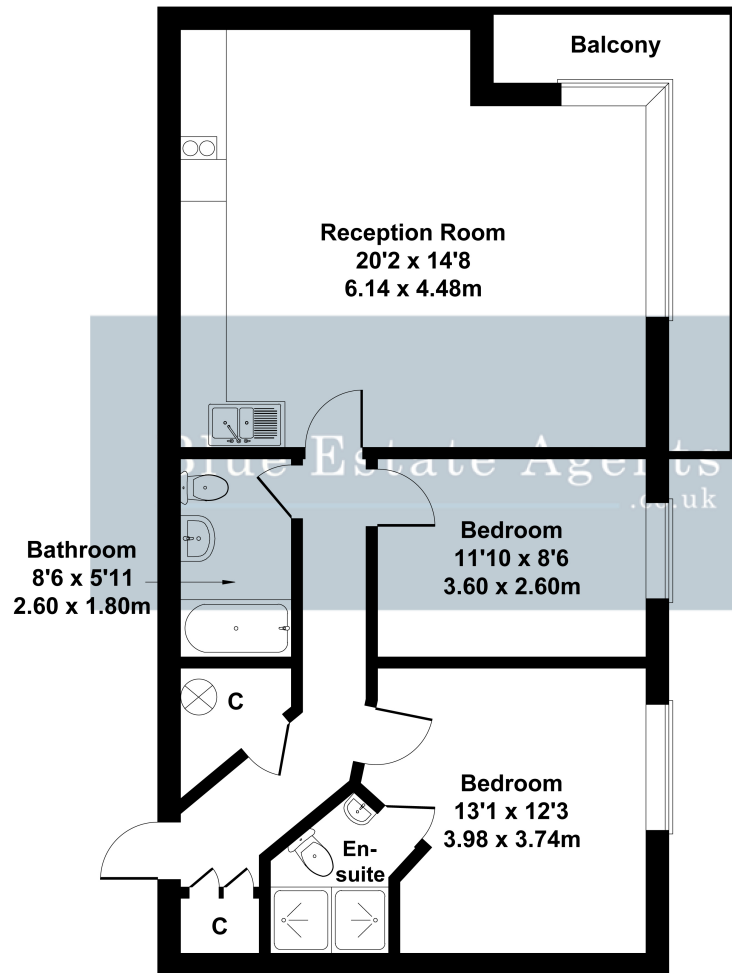 Balcony
Reception Room
20'2 x 14'8
6.14 x 4.48m
Blue Estate Agents
.co.uk
Bedroom
11'10 x 8'6
3.60 x 2.60m
Bathroom
8'6 x 5'11
2.60 x 1.80m
C
Bedroom
13'1 x 12'3
3.98 x 3.74m
En-
suite
C